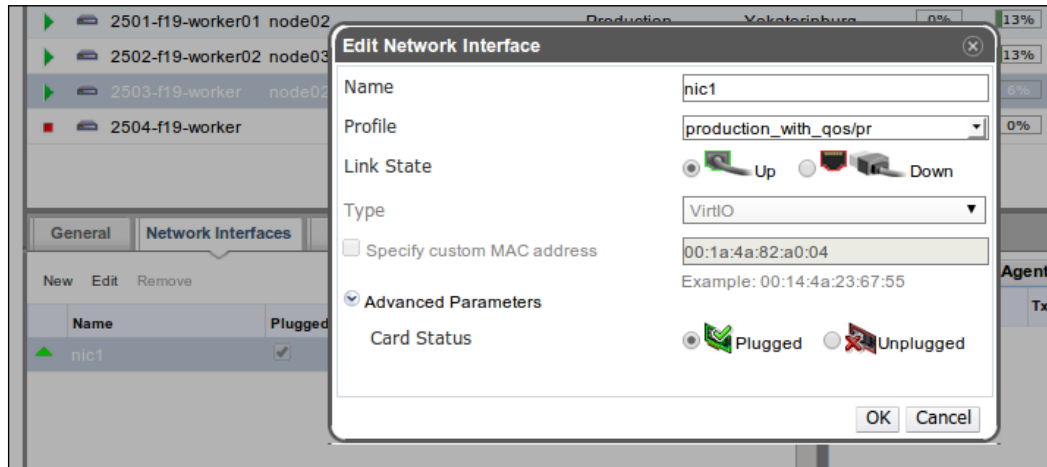 2501-f19-worker01 node02 Production Yekaterinburg 0% 13%
2502-f19-worker02 node03 13%
2503-f19-worker node02 6%
2504-f19-worker 0%
Edit Network Interface
Name nic1
Profile production_with_qos/pr
Link State Up Down
Type VirtIO
Specify custom MAC address 00:1a:4a:82:a0:04
Example: 00:14:4a:23:67:55
Advanced Parameters
Card Status Plugged Unplugged
OK Cancel
General Network Interfaces
New Edit Remove
Name Plugged
nic1
Agent
Tx